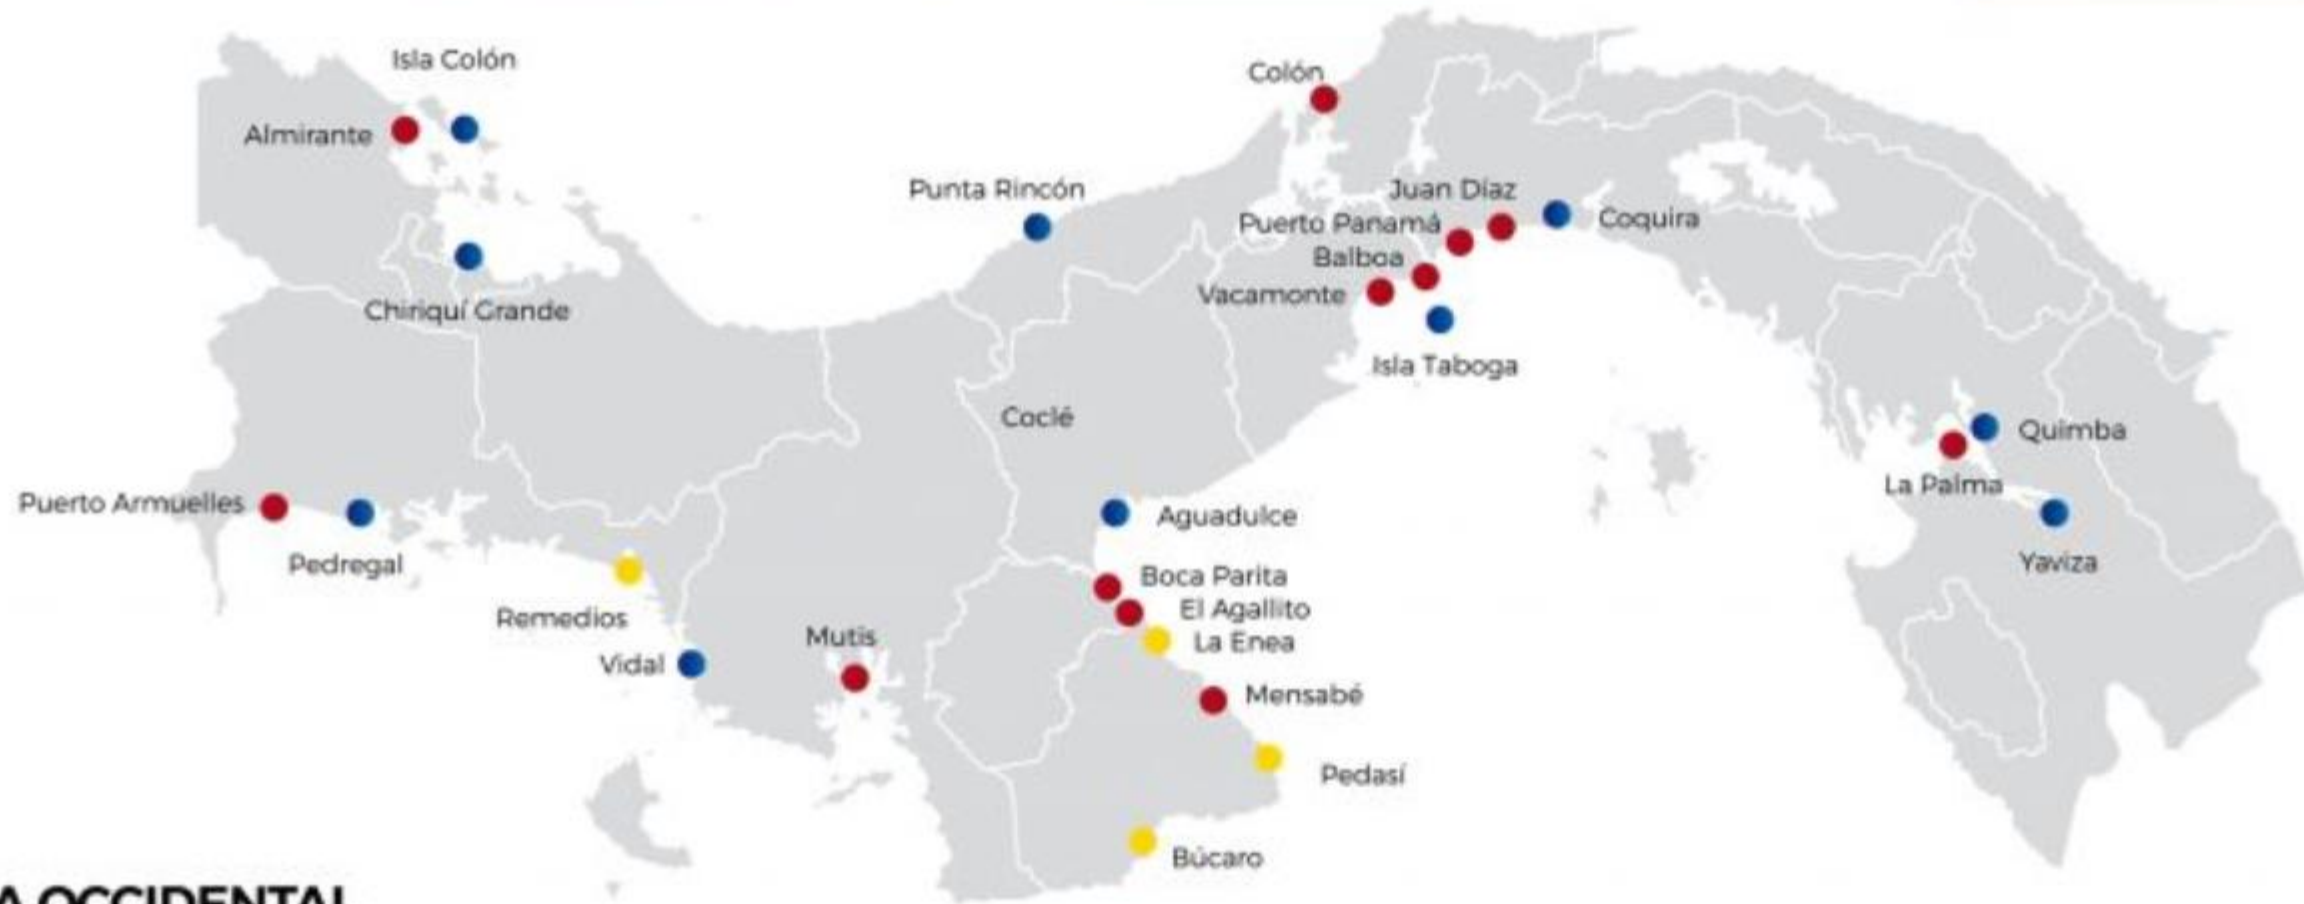 Isla Colón
Colón
Almirante
Punta Rincón
Juan Díaz
Puerto Panamá
Coquira
Balboa
Vacamonte
Chiriquí Grande
Isla Taboga
Coclé
Quimba
La Palma
Puerto Armuelles
Aguadulce
Pedregal
Yaviza
Boca Parita
El Agallito
Remedios
Mutis
La Enea
Vidal
Mensabé
Pedasí
Búcaro
A OCCIDENTAL